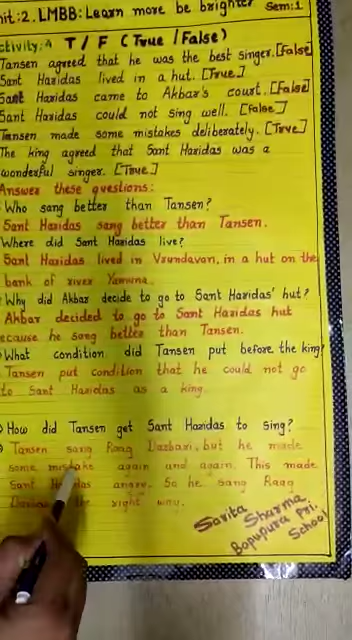 nit:2. LMBB: Learn more be brighter Sem:1
ctivity:4 T/F (True/False)
Tansen agreed that he was the best singer. [False
Sant Haridas lived in a hut. [True]
Sant Haridas came to Akbar's court. [False]
Sant Haridas could not sing well. [False]
Tansen made some mistakes deliberately. [True]
The king agreed that Sant Haridas was a
wonderful singer. [True]
Answer these questions:
Who sang better than Tansen?
Sant Haridas sang better than Tansen.
Where did Sant Haridas live?
Sant Haridas lived in Vrundavan, in a hut on the
bank of river Yamuna.
Why did Akbar decide to go to Sant Haridas' hut?
Akbar decided to go to Sant Haridas hut
ecause he song better than Tansen.
What condition did Tansen put before the king?
Tansen put condition that he could not go
to Sant Haridas as a king.
How did Tansen get Sant Haridas to sing?
Tansen sang Raag Darbari, but he made
some mistake again and again. This made
Sant angry. So he sang Raag
the right way.
Sarita Sharma
Bopupura Pri.
School